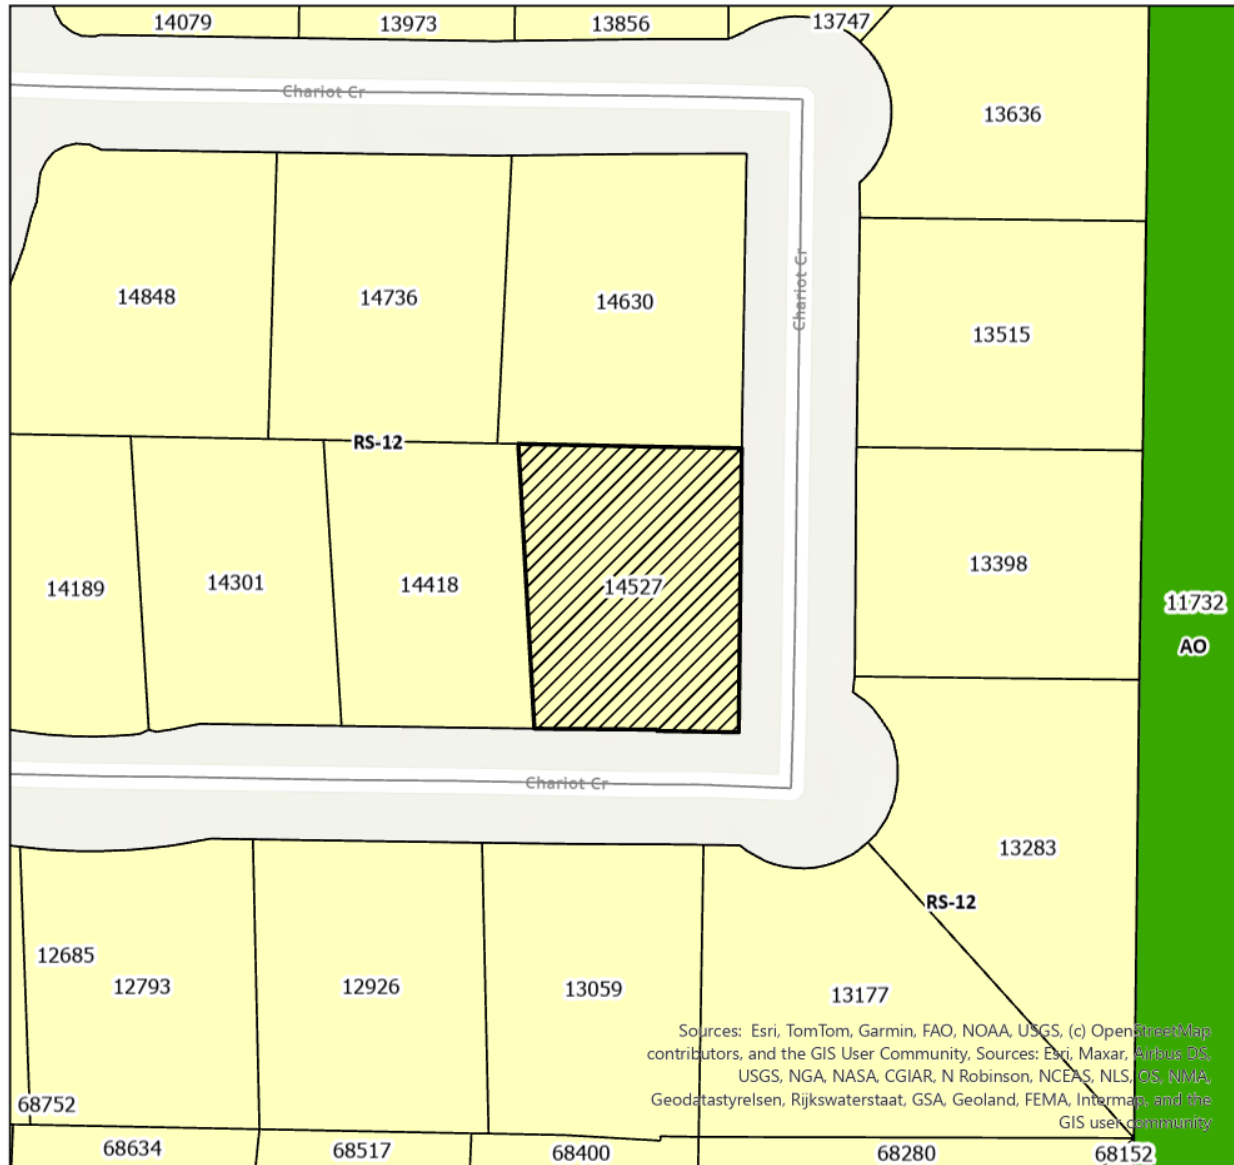 14079
13973
13856
13747
Chariot Cr
13636
14848
14736
14630
Chariot Cr
13515
RS-12
14189
14301
14418
14527
13398
11732
AO
Chariot Cr
13283
RS-12
12685
12793
12926
13059
13177
Sources: Esri, TomTom, Garmin, FAO, NOAA, USGS, (c) OpenStreetMap
contributors, and the GIS User Community, Sources: Esri, Maxar, Airbus DS,
USGS, NGA, NASA, CGIAR, N Robinson, NCEAS, NLS, OS, NMA,
Geodatastyrelsen, Rijkswaterstaat, GSA, Geoland, FEMA, Intermap, and the
GIS user community
68752
68634
68517
68400
68280
68152